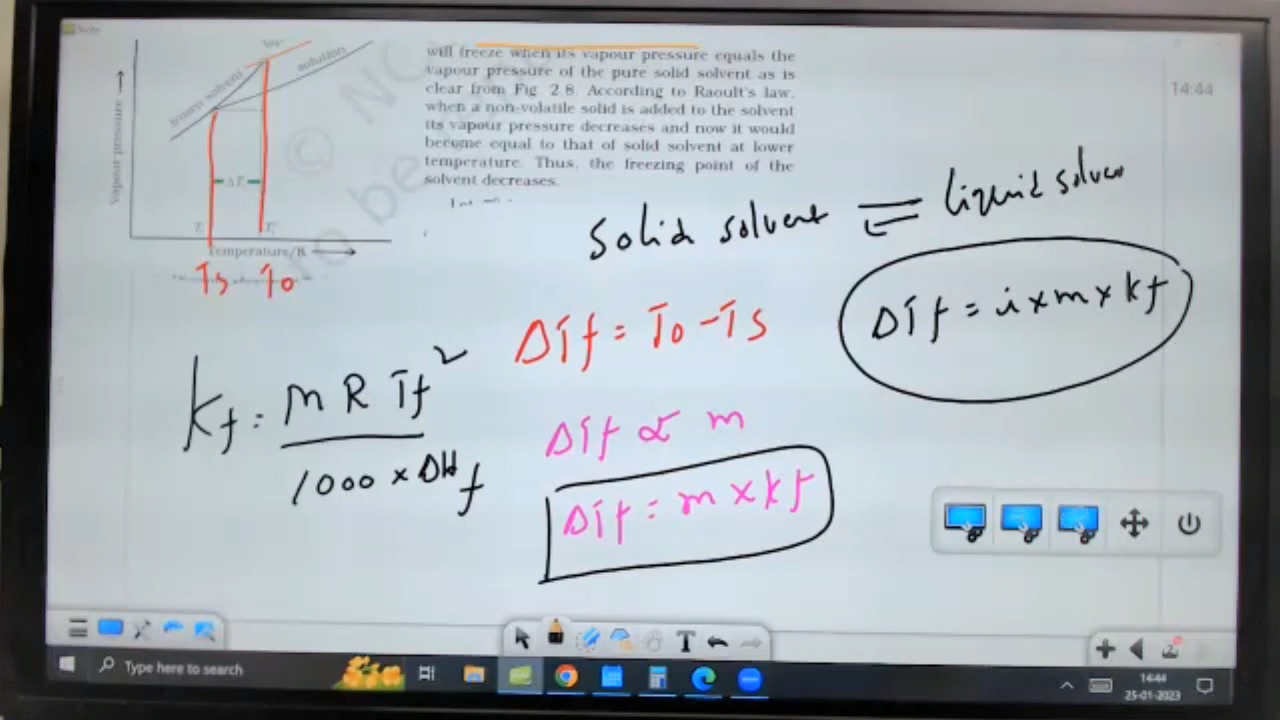 Vapour pressure
frozen solvent
solution
will freeze when its vapour pressure equals the
vapour pressure of the pure solid solvent as is
clear from Fig. 2.8. According to Raoult's law,
when a non-volatile solid is added to the solvent
its vapour pressure decreases and now it would
become equal to that of solid solvent at lower
temperature. Thus, the freezing point of the
solvent decreases.
14:44
Temperature/K
Ts To
Solid solvent ⇌ liquid solven
ΔTf = i × m × kf
ΔTf = To - Ts
kf = M R Tf²
1000 × ΔHf
ΔTf ∝ m
ΔTf = m × kf
T
Type here to search
14:44
25-01-2023